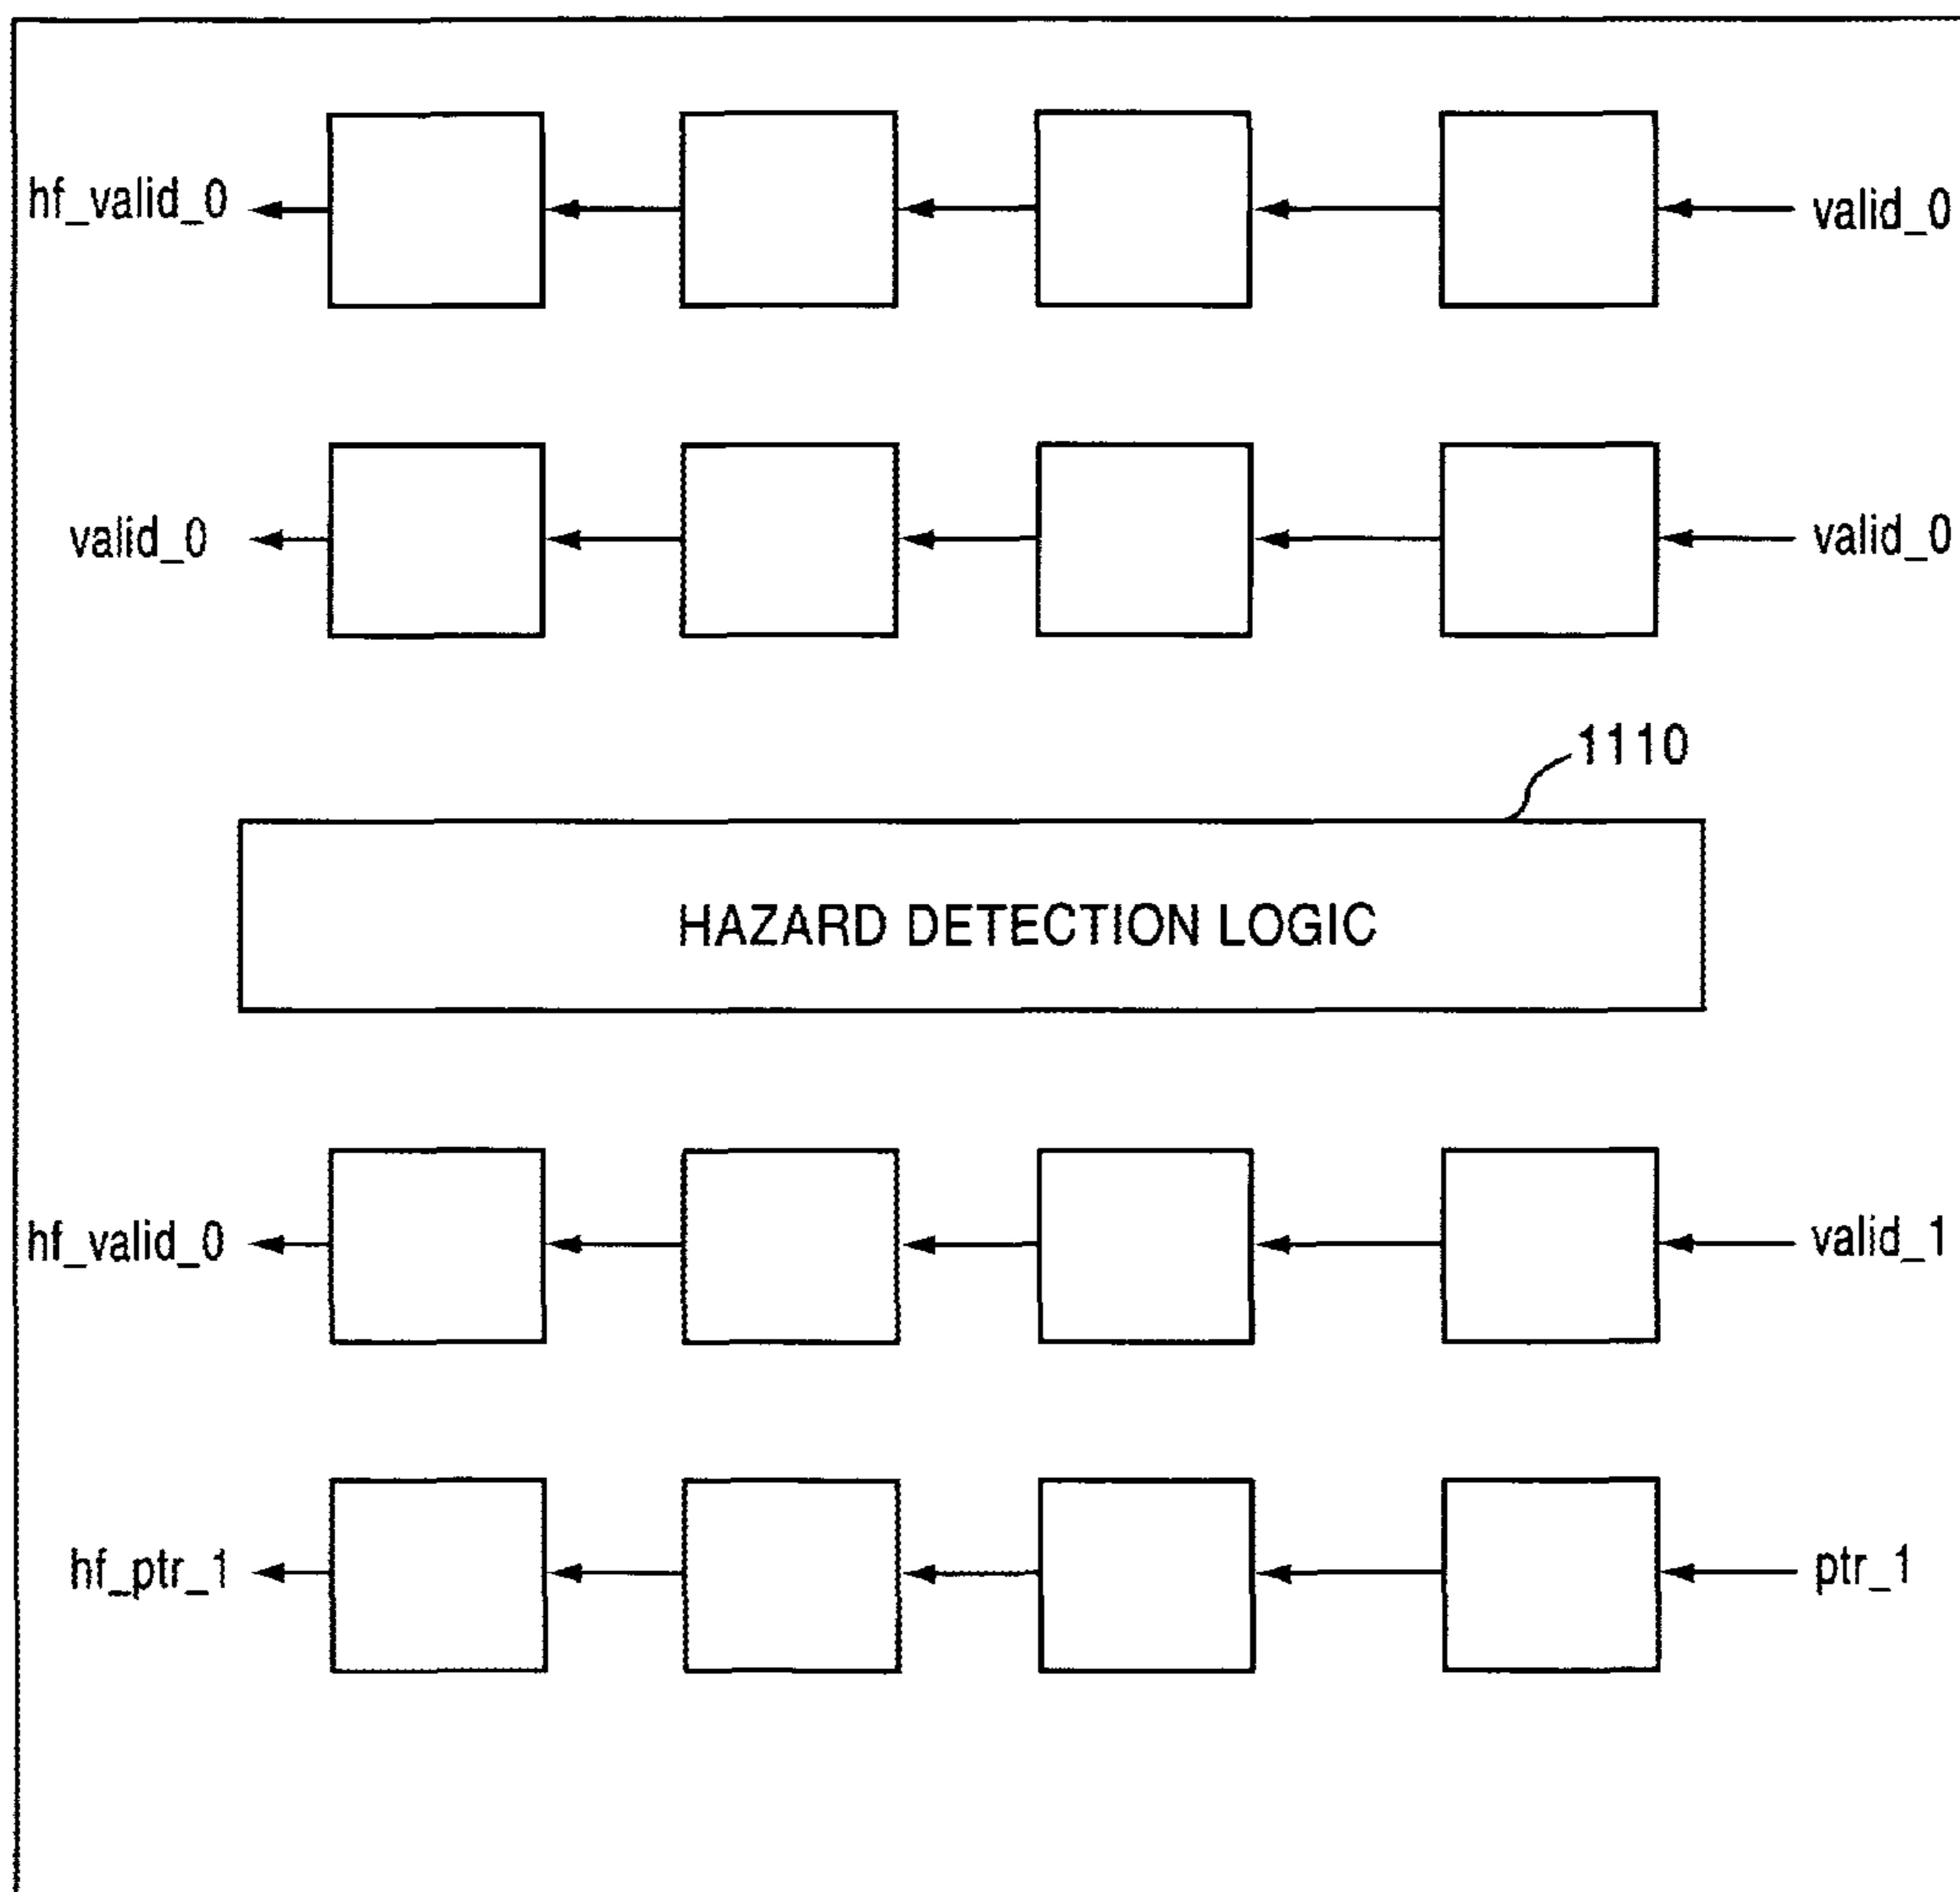 hf_valid_0 valid_0
valid_0 valid_0
1110
HAZARD DETECTION LOGIC
hf_valid_0 valid_1
hf_ptr_1 ptr_1